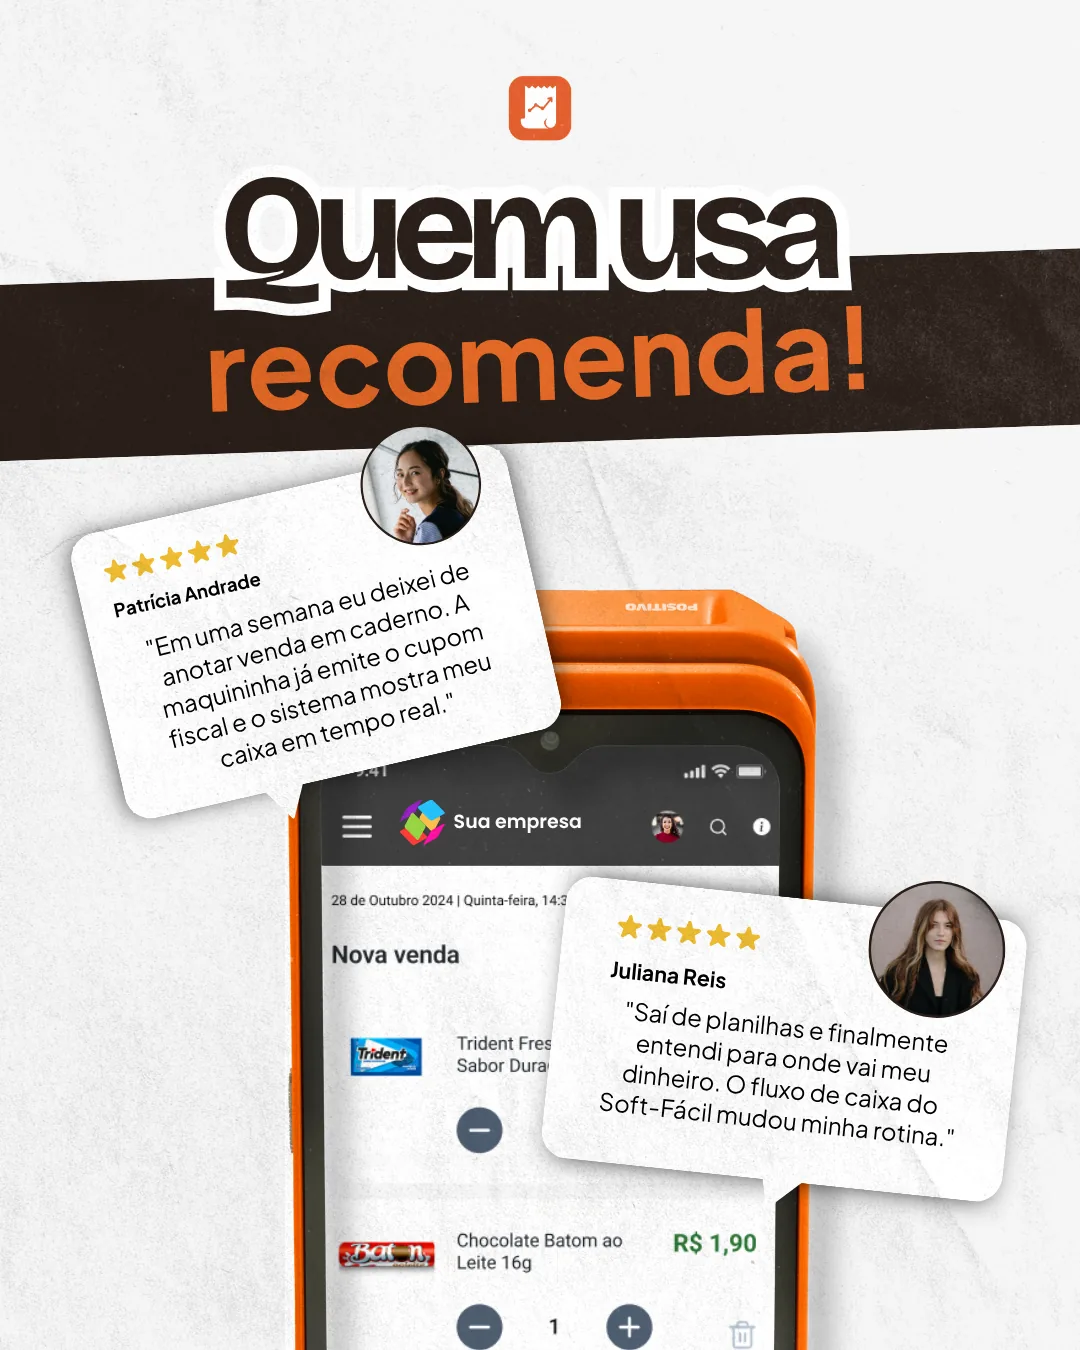 Quem usa
recomenda!
Patrícia Andrade
"Em uma semana eu deixei de
anotar venda em caderno. A
maquininha já emite o cupom
fiscal e o sistema mostra meu
caixa em tempo real."
POSITIVO
9:41
Sua empresa
28 de Outubro 2024 | Quinta-feira, 14:3
Nova venda
Trident
Trident Fres
Sabor Dura
Juliana Reis
"Saí de planilhas e finalmente
entendi para onde vai meu
dinheiro. O fluxo de caixa do
Soft-Fácil mudou minha rotina."
Baton
Chocolate Batom ao
Leite 16g
R$ 1,90
1